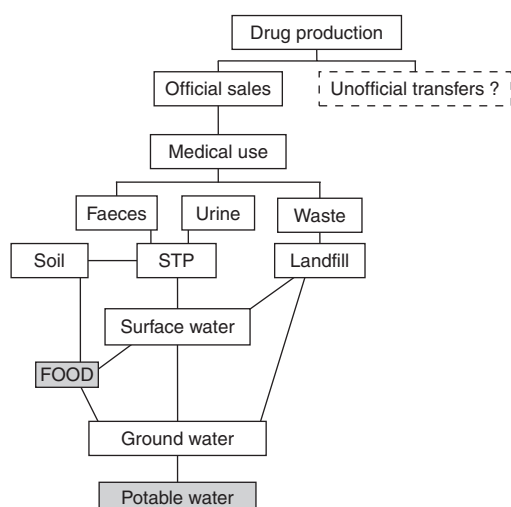 Drug production
Official sales
Unofficial transfers ?
Medical use
Faeces
Urine
Waste
Soil
STP
Landfill
Surface water
FOOD
Ground water
Potable water